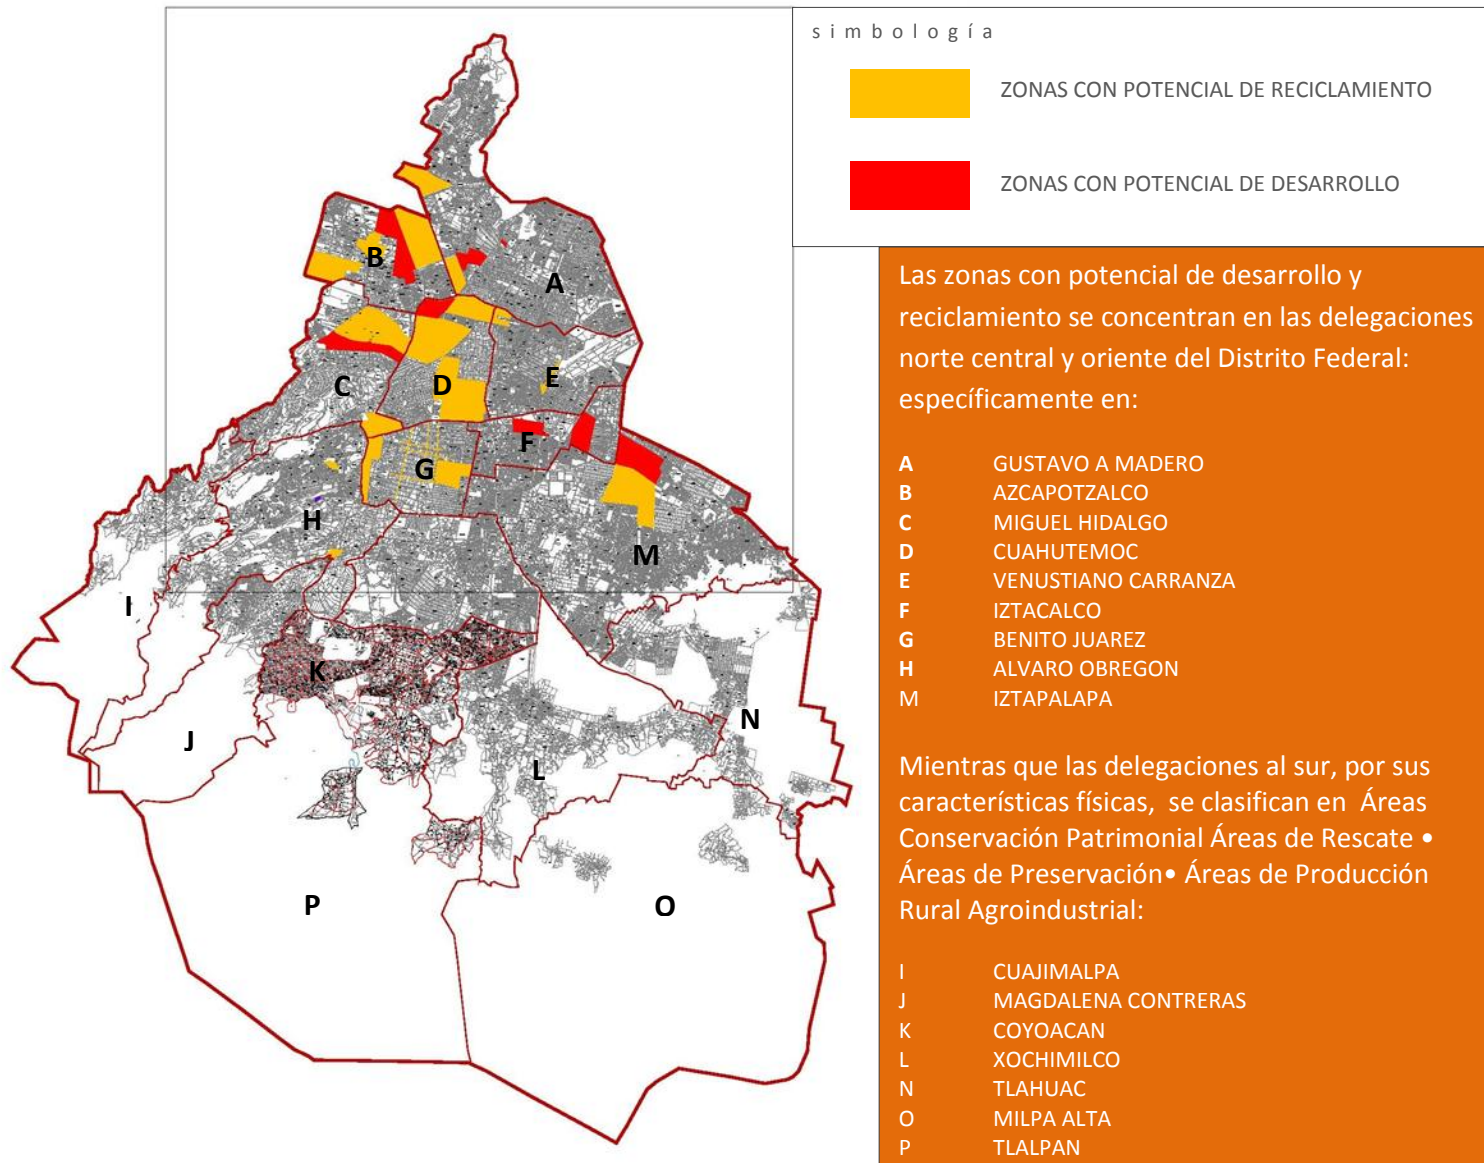 simbología
ZONAS CON POTENCIAL DE RECICLAMIENTO
ZONAS CON POTENCIAL DE DESARROLLO
B
A
C
D
E
F
G
H
M
I
K
J
N
L
P
O
Las zonas con potencial de desarrollo y
reciclamiento se concentran en las delegaciones
norte central y oriente del Distrito Federal:
específicamente en:
A GUSTAVO A MADERO
B AZCAPOTZALCO
C MIGUEL HIDALGO
D CUAHUTEMOC
E VENUSTIANO CARRANZA
F IZTACALCO
G BENITO JUAREZ
H ALVARO OBREGON
M IZTAPALAPA
Mientras que las delegaciones al sur, por sus
características físicas, se clasifican en Áreas
Conservación Patrimonial Áreas de Rescate •
Áreas de Preservación• Áreas de Producción
Rural Agroindustrial:
I CUAJIMALPA
J MAGDALENA CONTRERAS
K COYOACAN
L XOCHIMILCO
N TLAHUAC
O MILPA ALTA
P TLALPAN